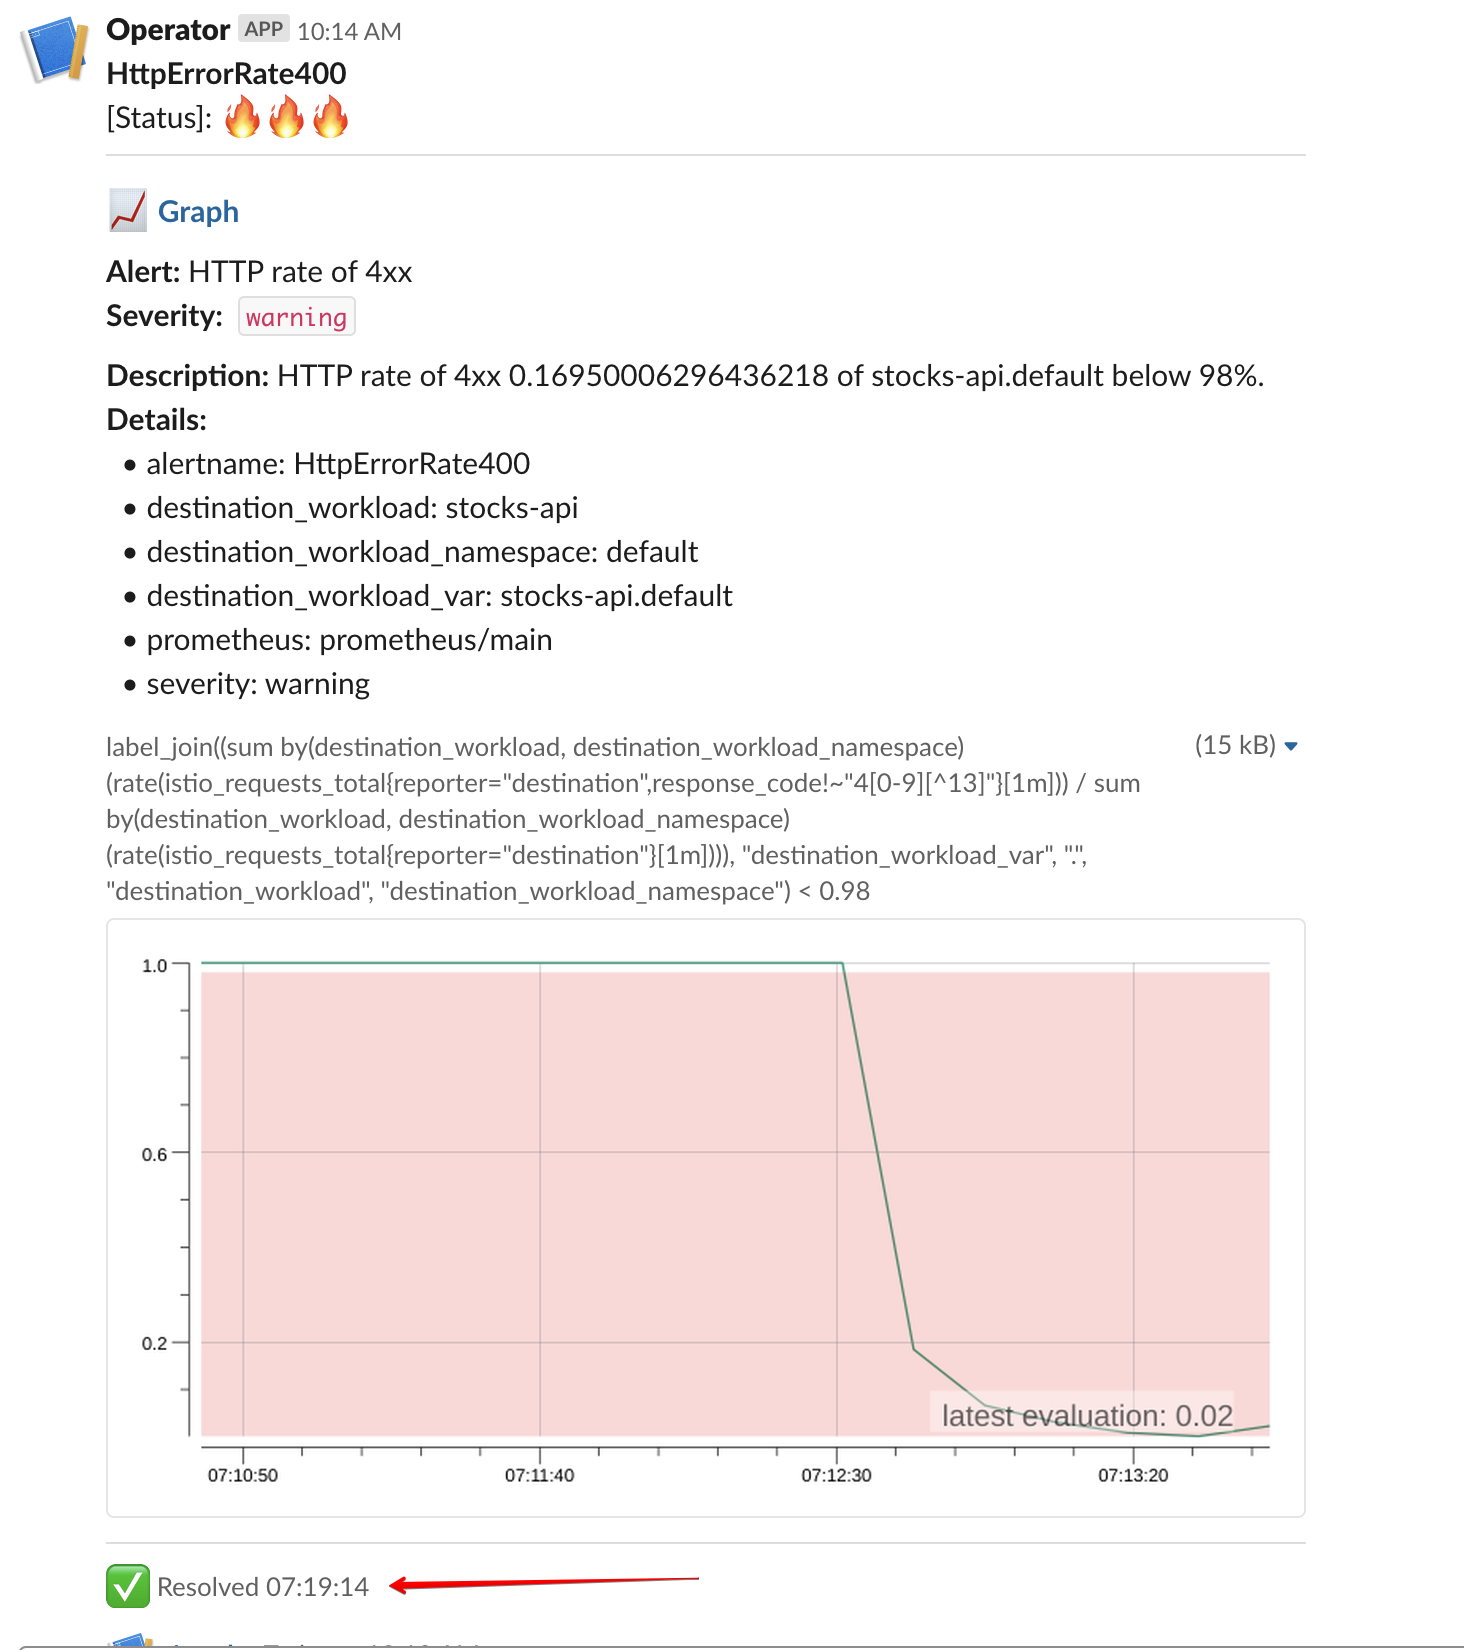 Operator APP 10:14 AM
HttpErrorRate400
[Status]:
Graph
Alert: HTTP rate of 4xx
Severity: warning
Description: HTTP rate of 4xx 0.16950006296436218 of stocks-api.default below 98%.
Details:
• alertname: HttpErrorRate400
• destination_workload: stocks-api
• destination_workload_namespace: default
• destination_workload_var: stocks-api.default
• prometheus: prometheus/main
• severity: warning
label_join((sum by(destination_workload, destination_workload_namespace) (15 kB)
(rate(istio_requests_total{reporter="destination",response_code!~"4[0-9][^13]"}[1m])) / sum
by(destination_workload, destination_workload_namespace)
(rate(istio_requests_total{reporter="destination"}[1m]))), "destination_workload_var", ".",
"destination_workload", "destination_workload_namespace") < 0.98
1.0
0.6
0.2
latest evaluation: 0.02
07:10:50 07:11:40 07:12:30 07:13:20
Resolved 07:19:14